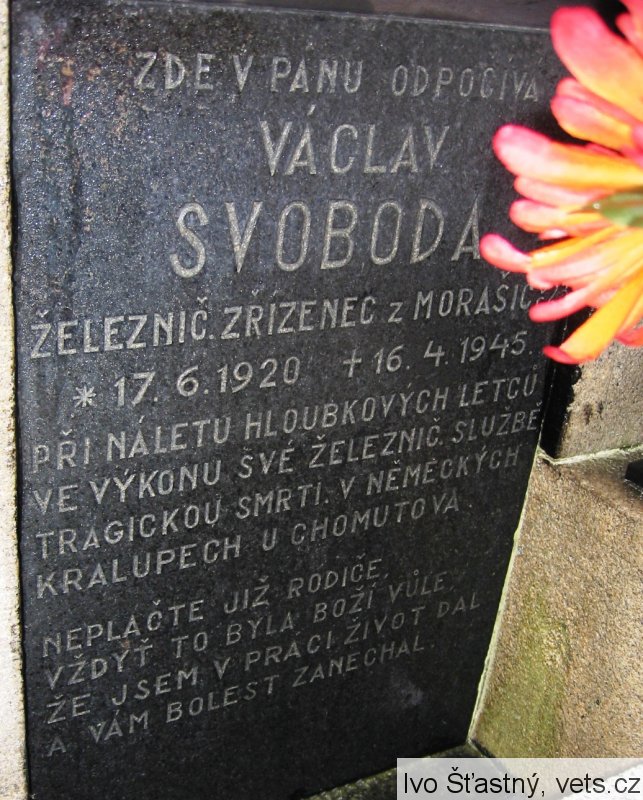 ZDE V PÁNU ODPOČÍVÁ
VÁCLAV
SVOBODA
ŽELEZNIČ. ZŘÍZENEC z
✶ 17. 6. 1920 ✝ 16. 4. 1945.
PŘI NÁLETU HLOUBKOVÝCH LETCŮ
VE VÝKONU SVÉ ŽELEZNIČ. SLUŽBĚ
TRAGICKOU SMRTI. V NĚMECKÝCH
KRALUPECH U CHOMUTOVA
NEPLAČTE JIŽ RODIČE,
VŽDYŤ TO BYLA BOŽÍ VŮLE,
ŽE JSEM V PRÁCI ŽIVOT DAL
A VÁM BOLEST ZANECHAL.
Ivo Šťastný, vets.cz